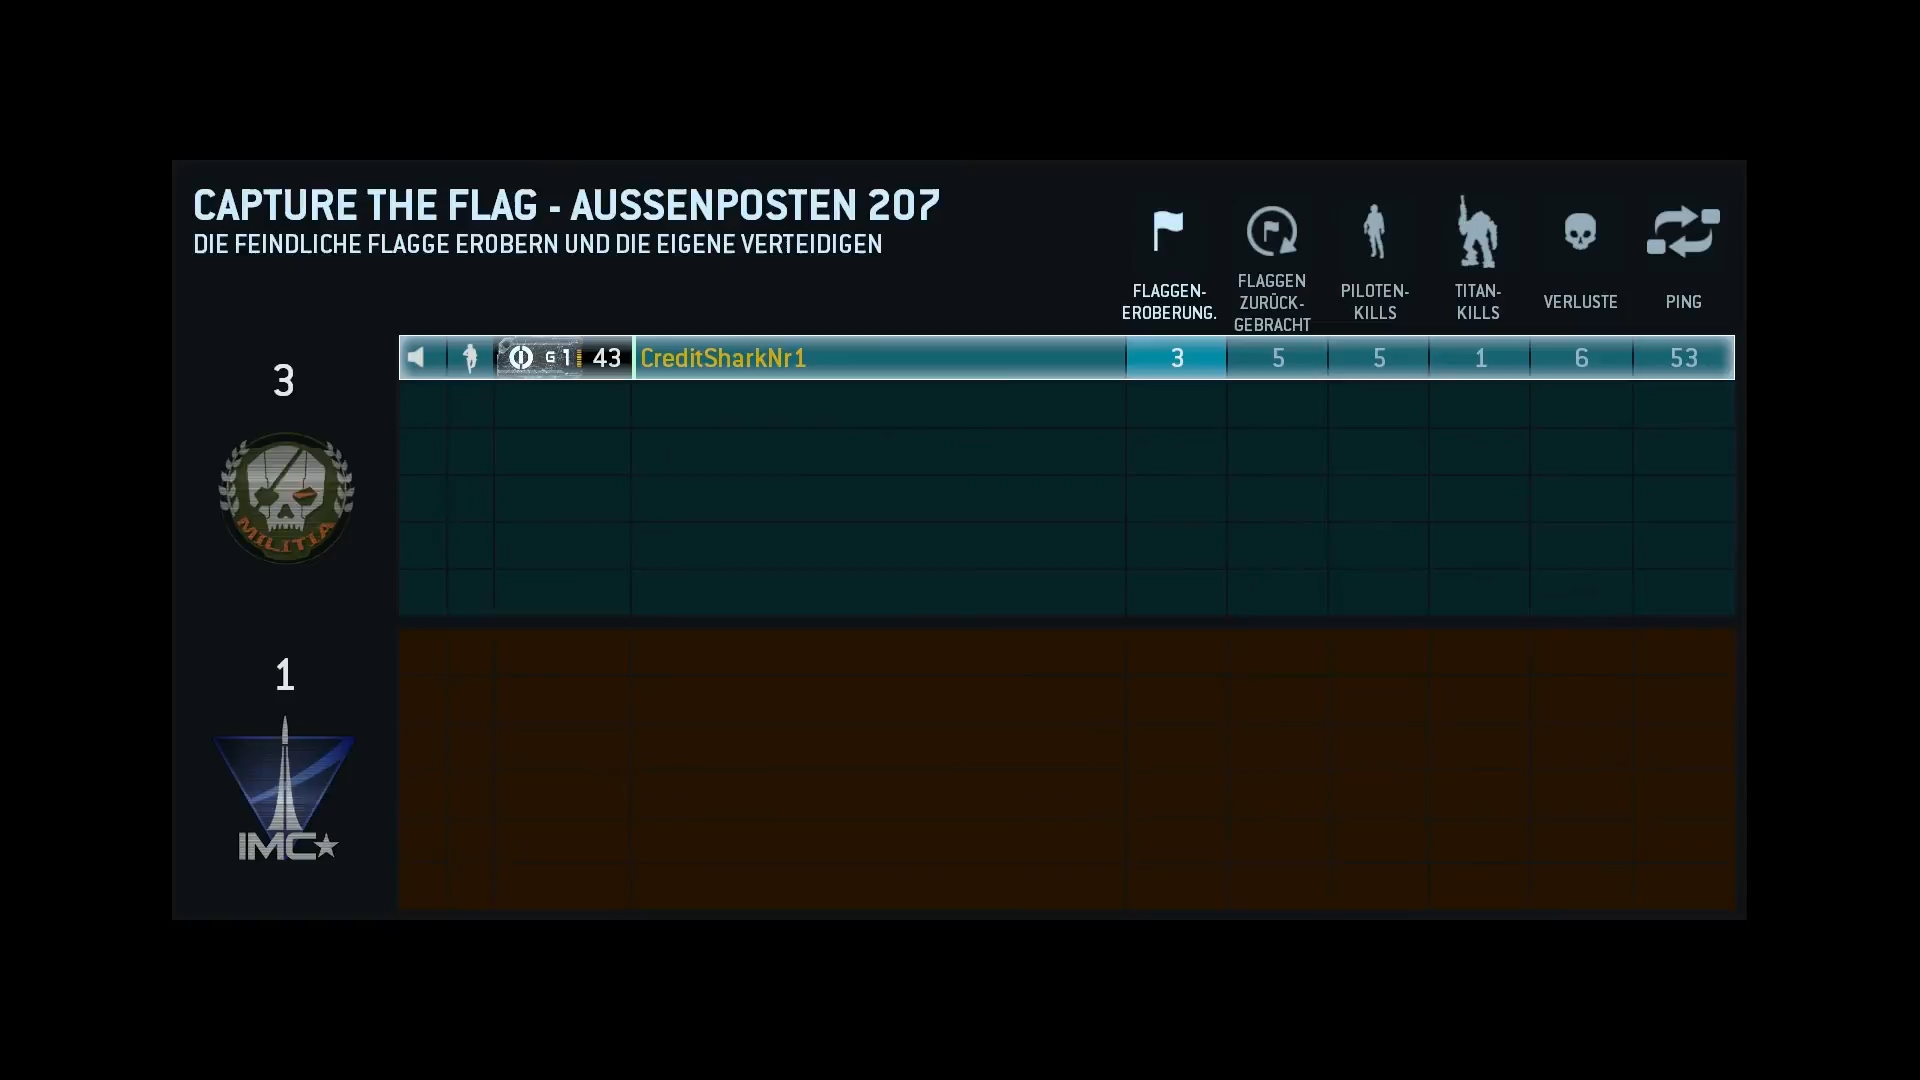 CAPTURE THE FLAG - AUSSENPOSTEN 207
DIE FEINDLICHE FLAGGE EROBERN UND DIE EIGENE VERTEIDIGEN
FLAGGEN-
EROBERUNG.
FLAGGEN
ZURÜCK-
GEBRACHT
PILOTEN-
KILLS
TITAN-
KILLS
VERLUSTE
PING
G 1 43 CreditSharkNr1 3 5 5 1 6 53
3
MILITIA
1
IMC